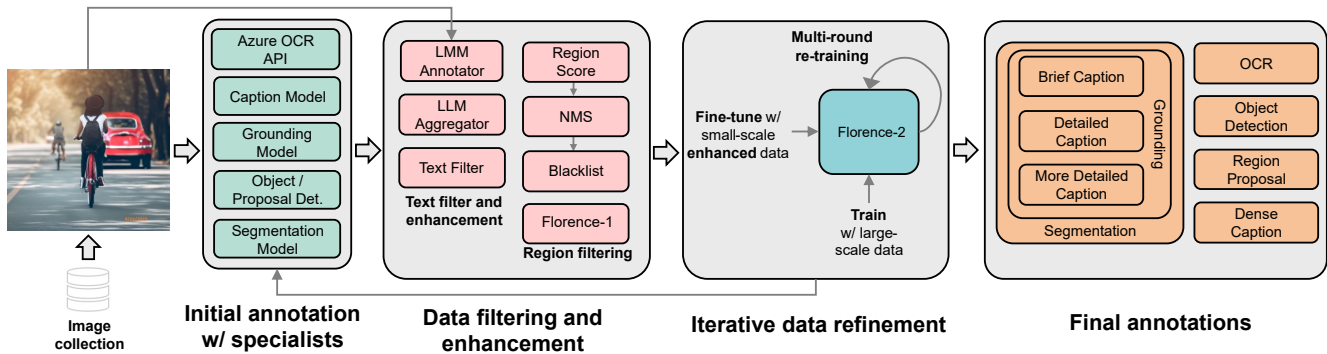 Image
collection
Azure OCR
API
Caption Model
Grounding
Model
Object /
Proposal Det.
Segmentation
Model
Initial annotation
w/ specialists
LMM
Annotator
LLM
Aggregator
Text Filter
Text filter and
enhancement
Region
Score
NMS
Blacklist
Florence-1
Region filtering
Data filtering and
enhancement
Multi-round
re-training
Fine-tune w/
small-scale
enhanced data
Florence-2
Train
w/ large-
scale data
Iterative data refinement
Brief Caption
Detailed
Caption
More Detailed
Caption
Grounding
Segmentation
OCR
Object
Detection
Region
Proposal
Dense
Caption
Final annotations